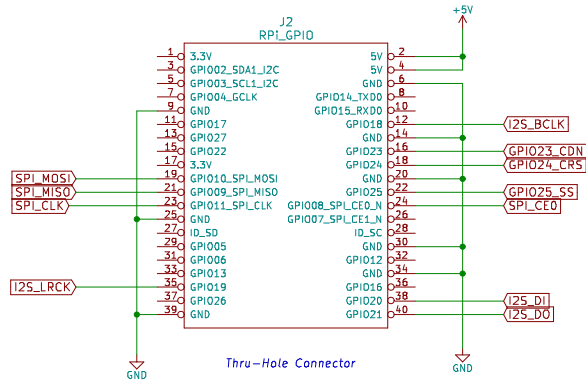 J2
RPi_GPIO
+5V
1 3.3V 5V 2
3 GPIO02_SDA1_I2C 5V 4
5 GPIO03_SCL1_I2C GND 6
7 GPIO04_GCLK GPIO14_TXD0 8
9 GND GPIO15_RXD0 10
11 GPIO17 GPIO18 12 I2S_BCLK
13 GPIO27 GND 14
15 GPIO22 GPIO23 16 GPIO23_CDN
17 3.3V GPIO24 18 GPIO24_CRS
SPI_MOSI 19 GPIO10_SPI_MOSI GND 20
SPI_MISO 21 GPIO09_SPI_MISO GPIO25 22 GPIO25_SS
SPI_CLK 23 GPIO11_SPI_CLK GPIO08_SPI_CE0_N 24 SPI_CE0
25 GND GPIO07_SPI_CE1_N 26
27 ID_SD ID_SC 28
29 GPIO05 GND 30
31 GPIO06 GPIO12 32
33 GPIO13 GND 34
I2S_LRCK 35 GPIO19 GPIO16 36
37 GPIO26 GPIO20 38 I2S_DI
39 GND GPIO21 40 I2S_DO
GND
Thru-Hole Connector
GND